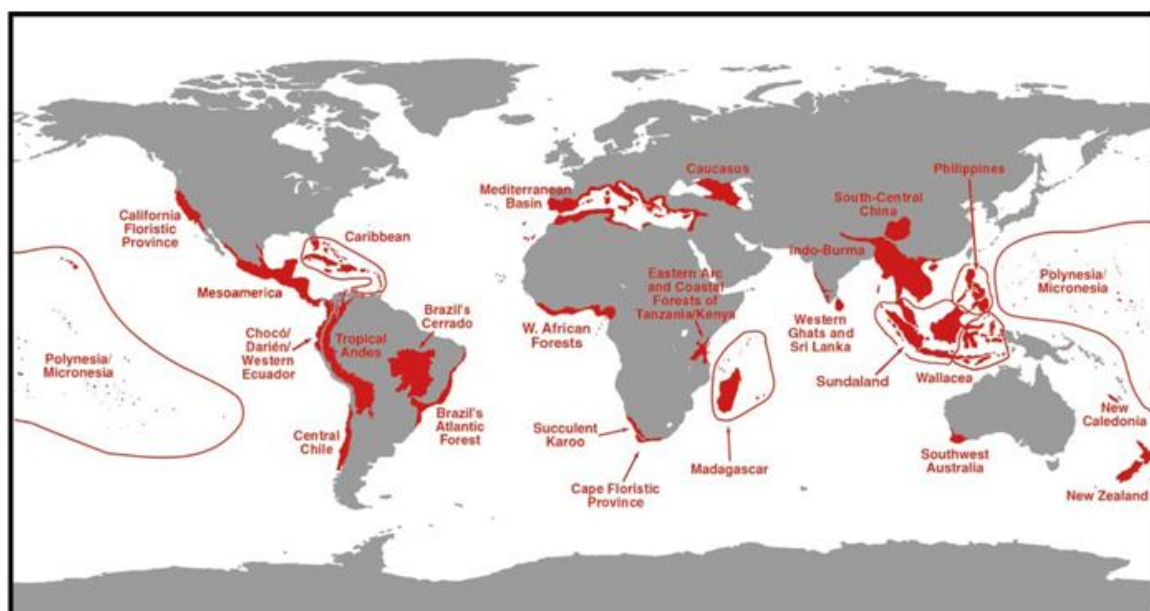 California
Floristic
Province
Caribbean
Mesoamerica
Polynesia/
Micronesia
Chocó/
Darién/
Western
Ecuador
Tropical
Andes
Brazil's
Cerrado
Central
Chile
Brazil's
Atlantic
Forest
Mediterranean
Basin
Caucasus
W. African
Forests
Eastern Arc
and Coastal
Forests of
Tanzania/Kenya
Succulent
Karoo
Cape Floristic
Province
Madagascar
South-Central
China
Indo-Burma
Philippines
Western
Ghats and
Sri Lanka
Sundaland
Wallacea
Polynesia/
Micronesia
New
Caledonia
Southwest
Australia
New Zealand